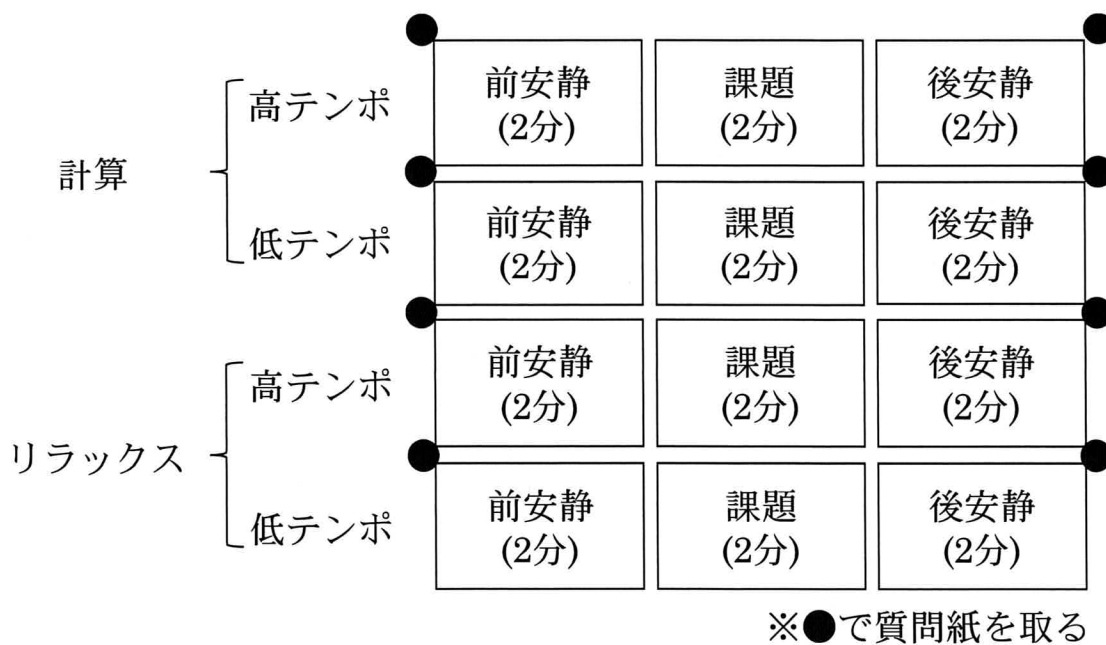 計算
高テンポ
前安静
(2分)
課題
(2分)
後安静
(2分)
低テンポ
前安静
(2分)
課題
(2分)
後安静
(2分)
リラックス
高テンポ
前安静
(2分)
課題
(2分)
後安静
(2分)
低テンポ
前安静
(2分)
課題
(2分)
後安静
(2分)
※●で質問紙を取る